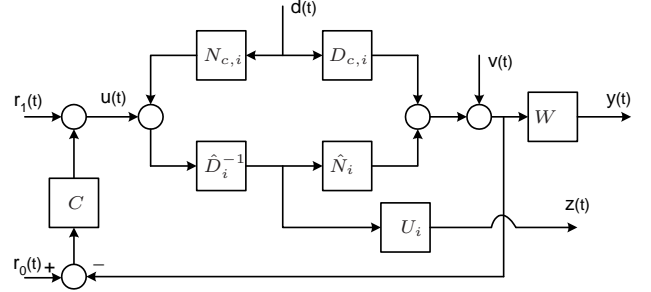 d(t)
N_{c,i}
D_{c,i}
v(t)
r_1(t)
u(t)
W
y(t)
\hat{D}_i^{-1}
\hat{N}_i
C
U_i
z(t)
r_0(t) +
−